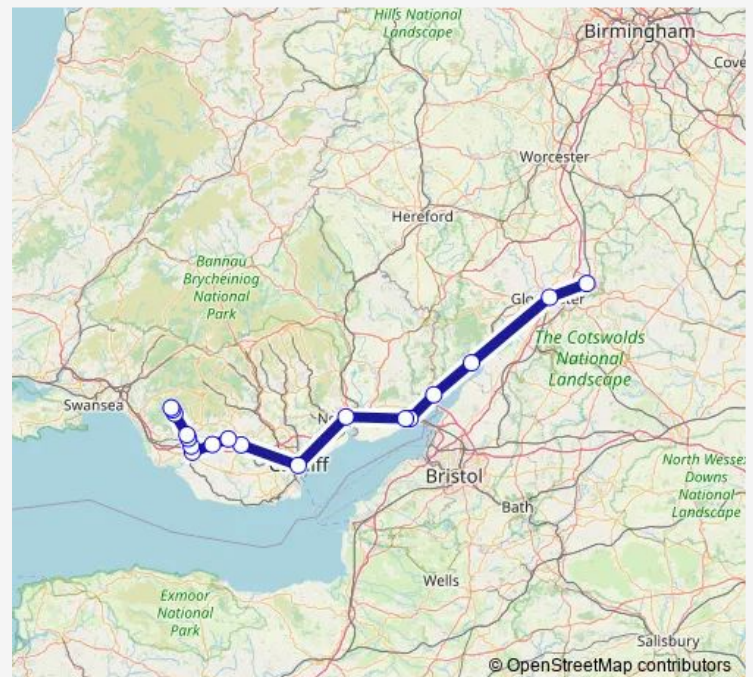 Hills National
Landscape
Birmingham
Cove
Worcester
Hereford
Bannau
Brycheiniog
National
Park
The Cotswolds
National
Landscape
Swansea
Bristol
North Wessex
Downs
National
Landscape
Bath
Wells
Exmoor
National
Park
Salisbury
© OpenStreetMap contributors